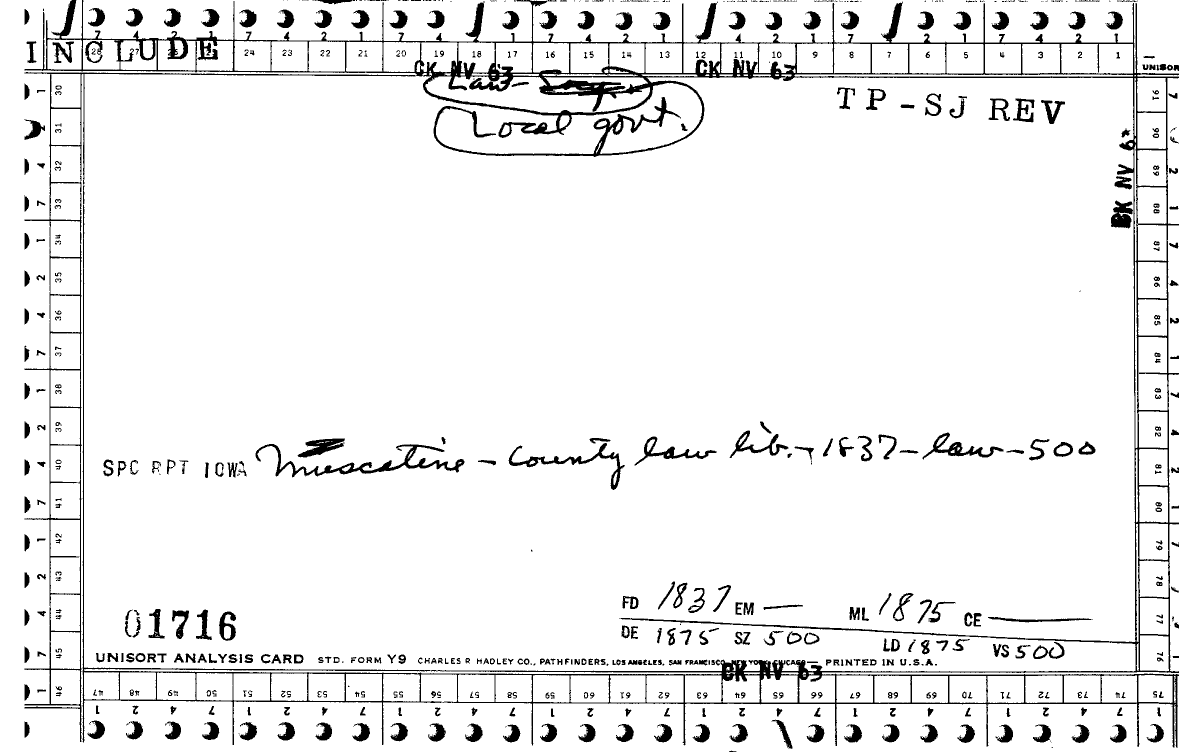 7 4 2 1 7 4 2 1 7 4 2 1 7 4 2 1 7 4 2 1 7 4 2 1 7 4 2 1
INCLUDE
28 27 26 25 24 23 22 21 20 19 18 17 16 15 14 13 12 11 10 9 8 7 6 5 4 3 2 1
UNISORT
CK NV 63 CK NV 63
Law-
TP-SJ REV
Local govt.
BK NV 63
1 30
31
4 32
7 33
1 34
2 35
4 36
7 37
1 38
2 39
4 40
7 41
1 42
2 43
4 44
7 45
1 46
91 7
90
89 2
88 1
87 7
86 4
85 2
84 1
83 7
82 4
81 2
80 1
79 7
78
77
76
75
SPC RPT IOWA Muscatine - County law lib. - 1837 - law - 500
FD 1837 EM — ML 1875 CE —
DE 1875 SZ 500 LD 1875 VS 500
01716
UNISORT ANALYSIS CARD STD. FORM Y9 CHARLES R HADLEY CO., PATHFINDERS, LOS ANGELES, SAN FRANCISCO, NEW YORK, CHICAGO — PRINTED IN U.S.A.
CK NV 63
47 48 49 50 51 52 53 54 55 56 57 58 59 60 61 62 63 64 65 66 67 68 69 70 71 72 73 74 75
1 2 4 7 1 2 4 7 1 2 4 7 1 2 4 7 1 2 4 7 1 2 4 7 1 2 4 7 1